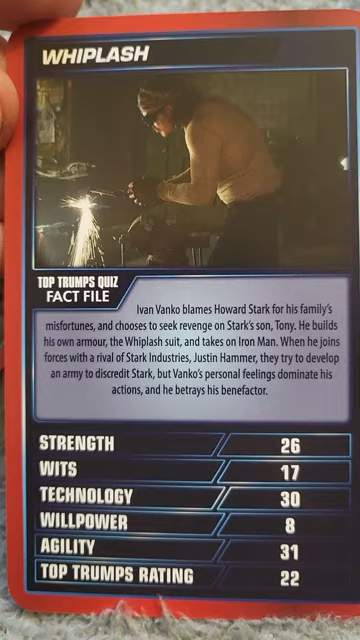 WHIPLASH
TOP TRUMPS QUIZ
FACT FILE
Ivan Vanko blames Howard Stark for his family's
misfortunes, and chooses to seek revenge on Stark's son, Tony. He builds
his own armour, the Whiplash suit, and takes on Iron Man. When he joins
forces with a rival of Stark Industries, Justin Hammer, they try to develop
an army to discredit Stark, but Vanko's personal feelings dominate his
actions, and he betrays his benefactor.
STRENGTH 26
WITS 17
TECHNOLOGY 30
WILLPOWER 8
AGILITY 31
TOP TRUMPS RATING 22